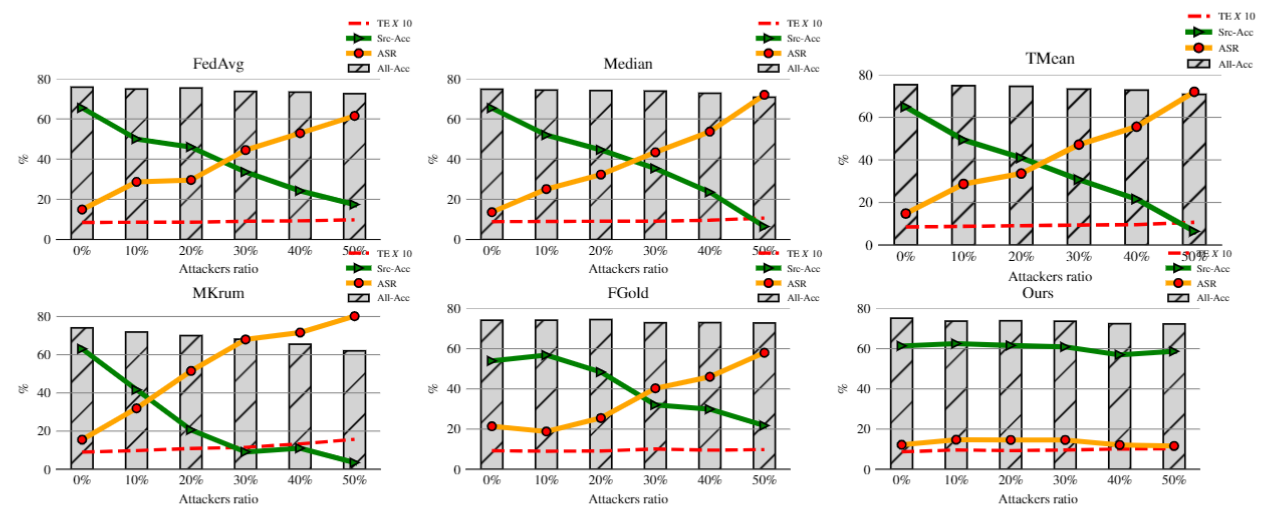 TE X 10
Src-Acc
ASR
All-Acc
FedAvg
80
60
40
20
0
%
0% 10% 20% 30% 40% 50%
Attackers ratio
TE X 10
Src-Acc
ASR
All-Acc
Median
80
60
40
20
0
%
0% 10% 20% 30% 40% 50%
Attackers ratio
TE X 10
Src-Acc
ASR
All-Acc
TMean
80
60
40
20
0
%
0% 10% 20% 30% 40% 50%
Attackers ratio
TE X 10
Src-Acc
ASR
All-Acc
MKrum
80
60
40
20
0
%
0% 10% 20% 30% 40% 50%
Attackers ratio
TE X 10
Src-Acc
ASR
All-Acc
FGold
80
60
40
20
0
%
0% 10% 20% 30% 40% 50%
Attackers ratio
TE X 10
Src-Acc
ASR
All-Acc
Ours
80
60
40
20
0
%
0% 10% 20% 30% 40% 50%
Attackers ratio